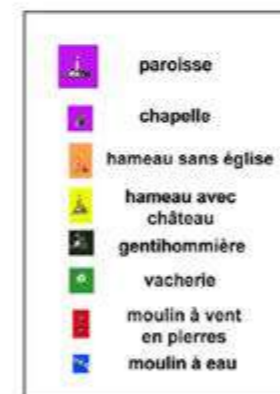 paroisse
chapelle
hameau sans église
hameau avec
château
gentihommière
vacherie
moulin à vent
en pierres
moulin à eau